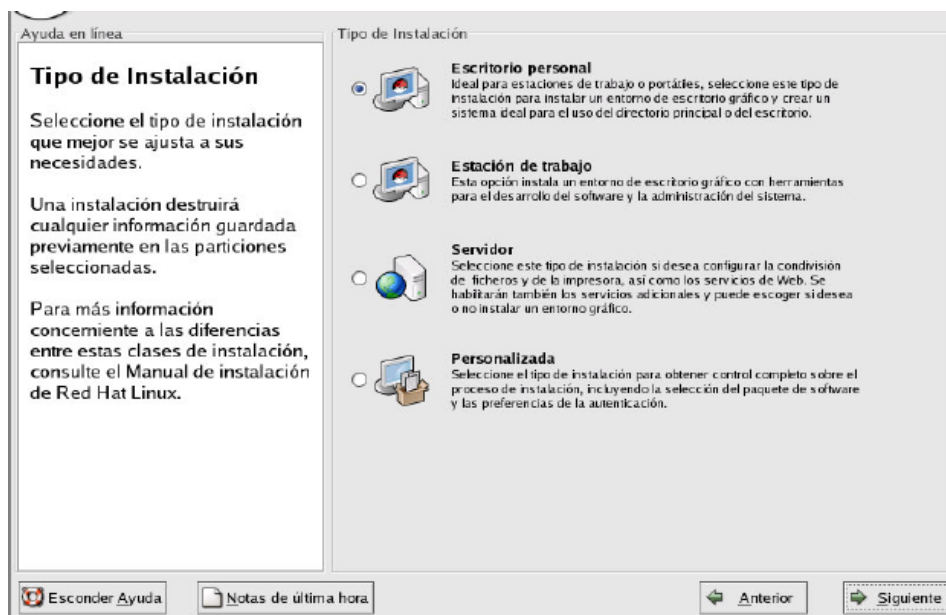 Ayuda en línea
Tipo de Instalación
Seleccione el tipo de instalación
que mejor se ajusta a sus
necesidades.
Una instalación destruirá
cualquier información guardada
previamente en las particiones
seleccionadas.
Para más información
concerniente a las diferencias
entre estas clases de instalación,
consulte el Manual de instalación
de Red Hat Linux.
Tipo de Instalación
Escritorio personal
Ideal para estaciones de trabajo o portátiles, seleccione este tipo de
instalación para instalar un entorno de escritorio gráfico y crear un
sistema ideal para el uso del directorio principal o del escritorio.
Estación de trabajo
Esta opción instala un entorno de escritorio gráfico con herramientas
para el desarrollo del software y la administración del sistema.
Servidor
Seleccione este tipo de instalación si desea configurar la condivisión
de ficheros y de la impresora, así como los servicios de Web. Se
habilitarán también los servicios adicionales y puede escoger si desea
o no instalar un entorno gráfico.
Personalizada
Seleccione el tipo de instalación para obtener control completo sobre el
proceso de instalación, incluyendo la selección del paquete de software
y las preferencias de la autenticación.
Esconder Ayuda
Notas de última hora
Anterior
Siguiente